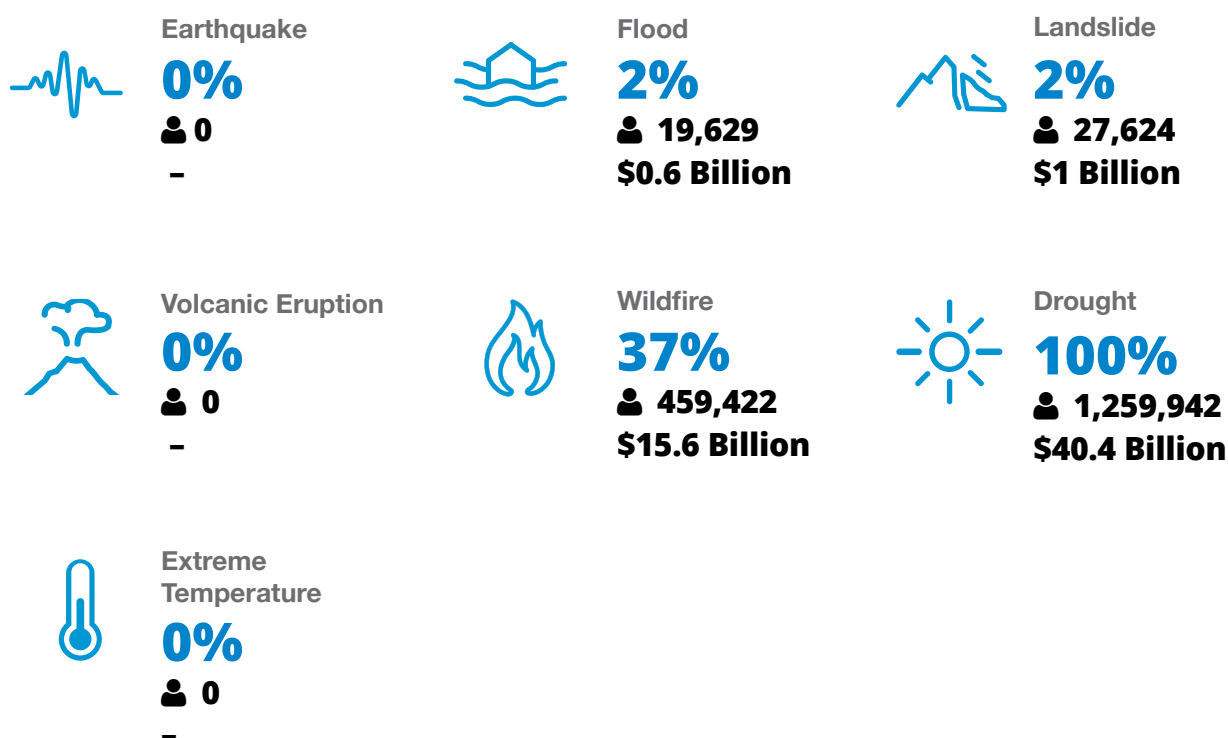 Earthquake
0%
0
–
Flood
2%
19,629
$0.6 Billion
Landslide
2%
27,624
$1 Billion
Volcanic Eruption
0%
0
–
Wildfire
37%
459,422
$15.6 Billion
Drought
100%
1,259,942
$40.4 Billion
Extreme
Temperature
0%
0
–